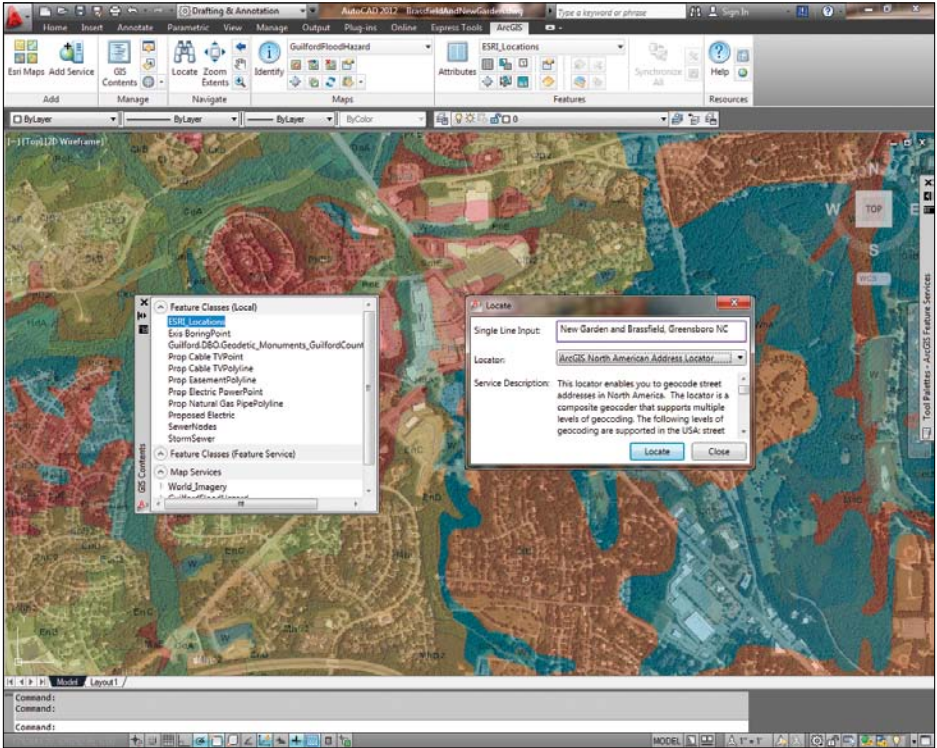 Drafting & Annotation
AutoCAD 2012 BrassfieldAndNewGarden.dwg
Type a keyword or phrase
Sign In
Home Insert Annotate Parametric View Manage Output Plug-ins Online Express Tools ArcGIS
Esri Maps
Add Service
GIS Contents
Locate
Zoom Extents
Identify
GuilfordFloodHazard
Attributes
ESRI_Locations
Synchronize All
Help
Add
Manage
Navigate
Maps
Features
Resources
ByLayer
ByLayer
ByLayer
ByColor
0
[-] [Top] [2D Wireframe]
N
W
TOP
E
S
WCS
Tool Palettes - ArcGIS Feature Services
GIS Contents
Feature Classes (Local)
ESRI_Locations
Exis BoringPoint
Guilford.DBO.Geodetic_Monuments_GuilfordCount
Prop Cable TVPoint
Prop Cable TVPolyline
Prop EasementPolyline
Prop Electric PowerPoint
Prop Natural Gas PipePolyline
Proposed Electric
SewerNodes
StormSewer
Feature Classes (Feature Service)
Map Services
World_Imagery
GuilfordFloodHazard
Locate
Single Line Input:
New Garden and Brassfield, Greensboro NC
Locator:
ArcGIS North American Address Locator
Service Description:
This locator enables you to geocode street
addresses in North America. The locator is a
composite geocoder that supports multiple
levels of geocoding. The following levels of
geocoding are supported in the USA: street
Locate
Close
EnC
EnD
EnC
W
W
EnB
Model
Layout1
Command:
Command:
Command:
MODEL